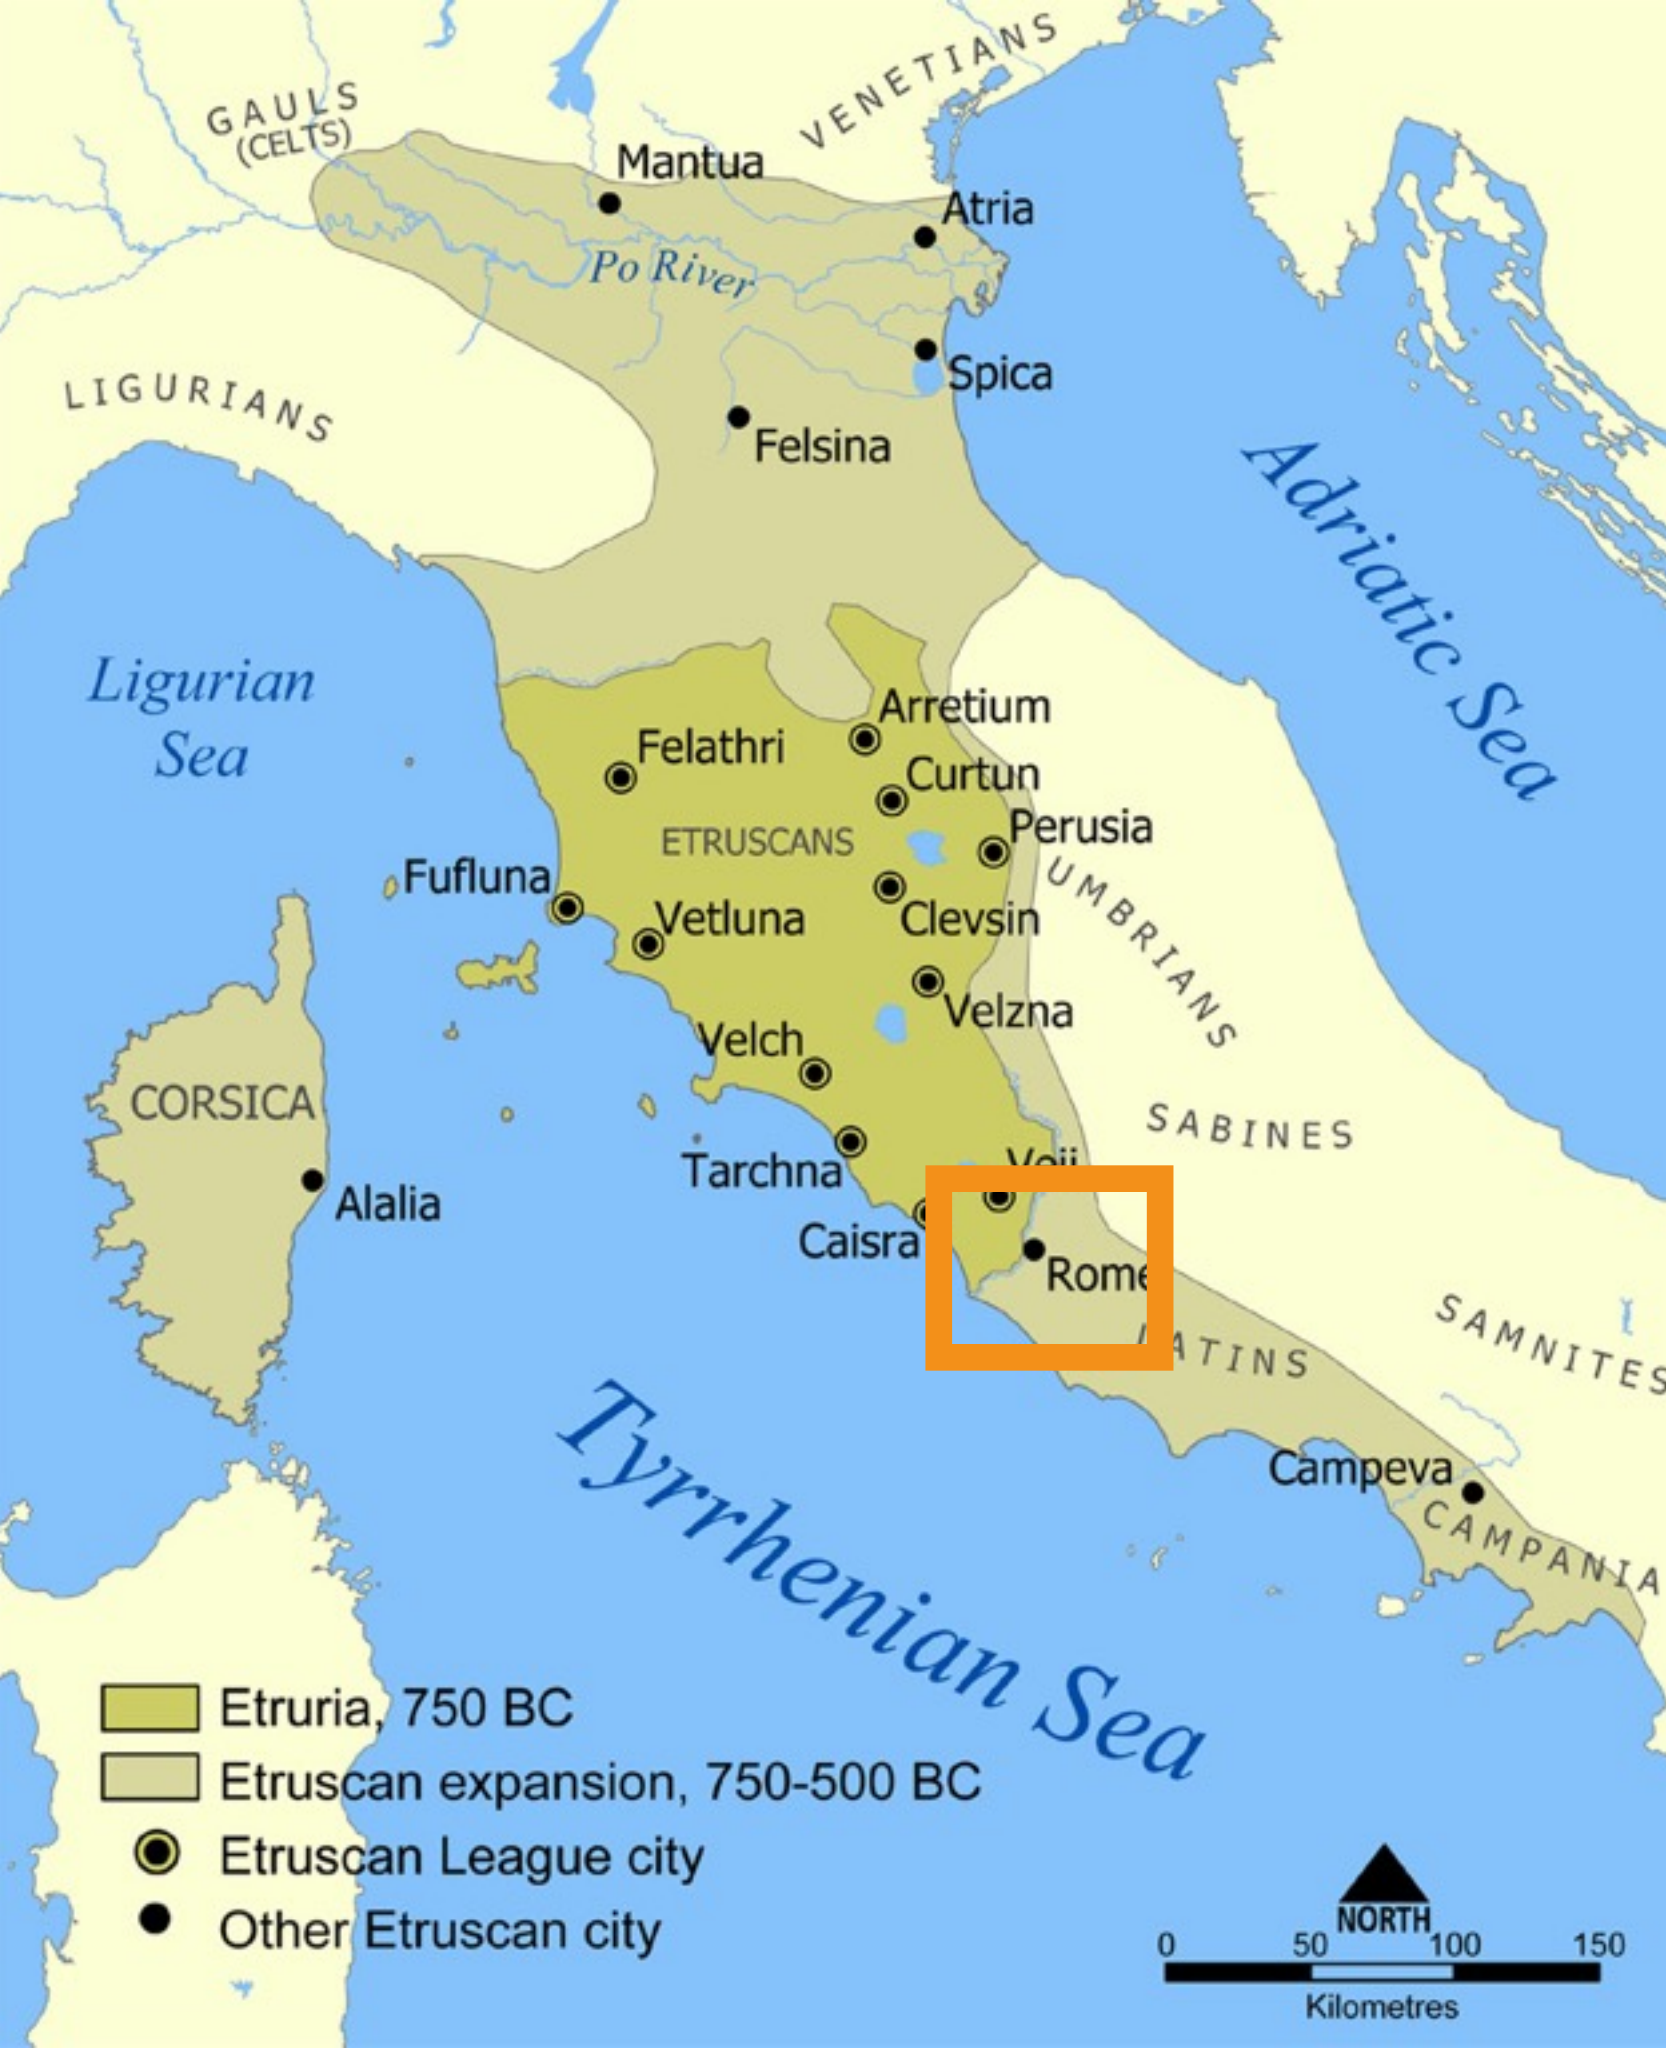 GAULS
(CELTS)
VENETIANS
Mantua
Atria
Po River
Spica
LIGURIANS
Felsina
Adriatic Sea
Ligurian
Sea
Arretium
Felathri
Curtun
ETRUSCANS
Perusia
Fufluna
UMBRIANS
Vetluna
Clevsin
Velzna
Velch
CORSICA
SABINES
Veii
Tarchna
Alalia
Caisra
Rome
LATINS
SAMNITES
Tyrrhenian Sea
Campeva
CAMPANIA
Etruria, 750 BC
Etruscan expansion, 750-500 BC
Etruscan League city
Other Etruscan city
NORTH
0 50 100 150
Kilometres